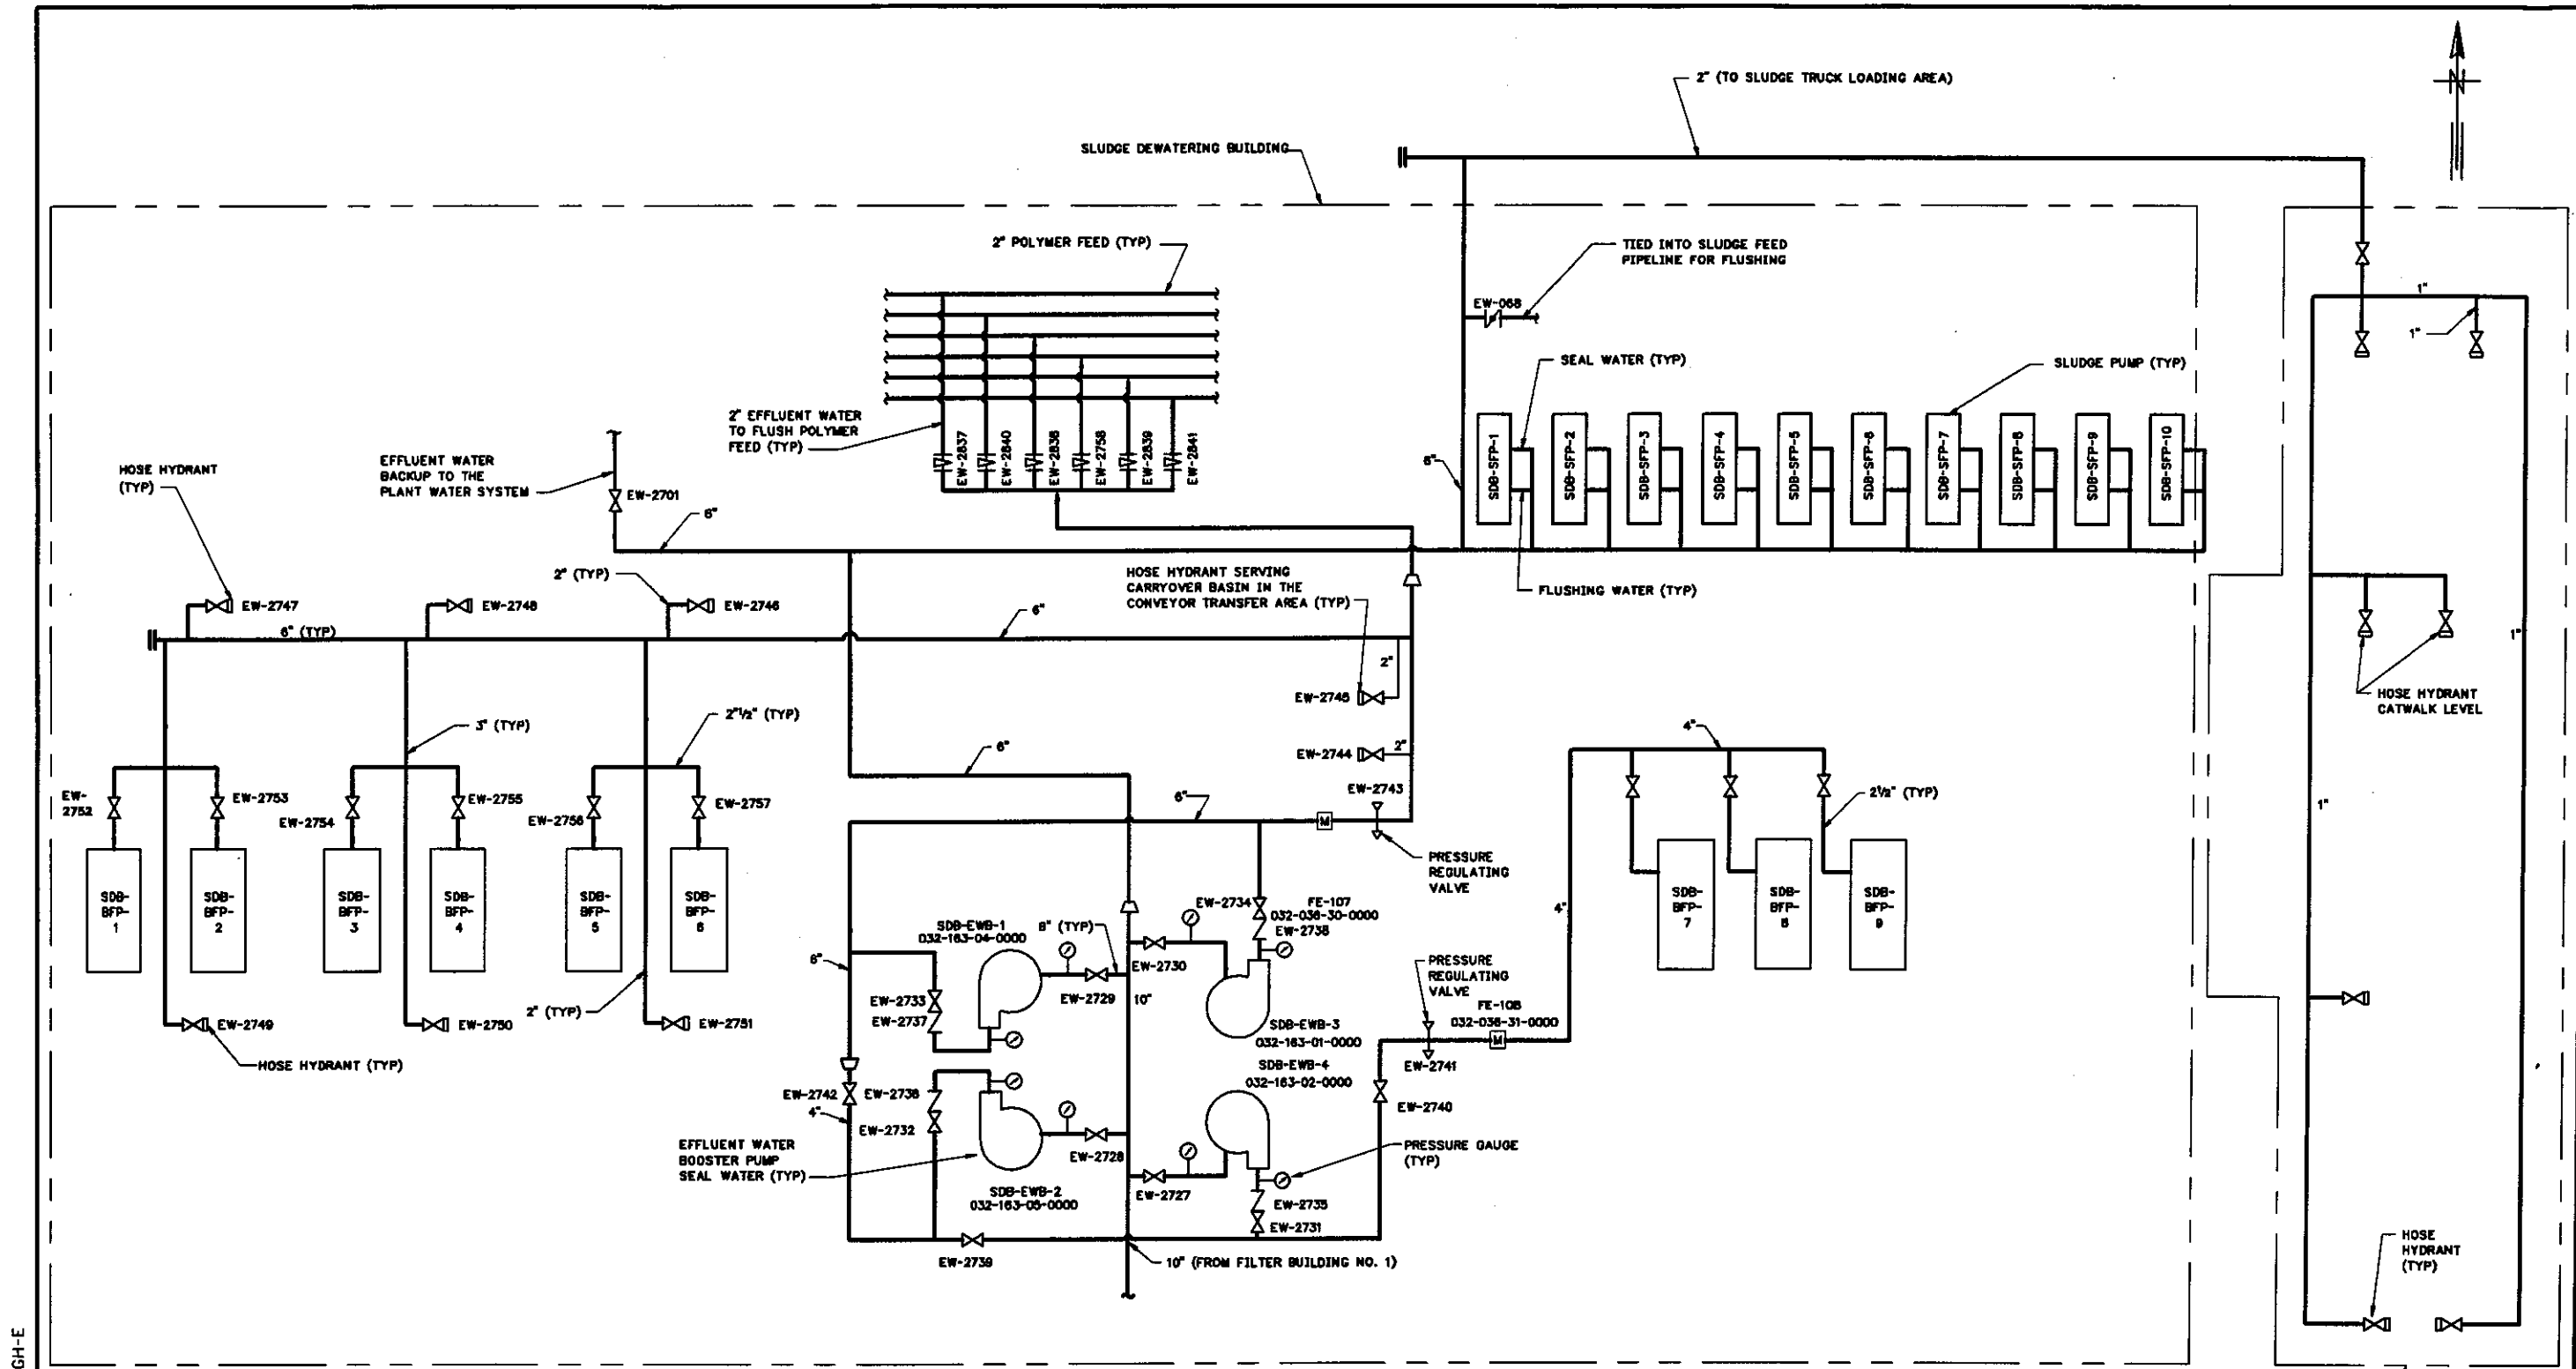 N
2" (TO SLUDGE TRUCK LOADING AREA)
SLUDGE DEWATERING BUILDING
2" POLYMER FEED (TYP)
TIED INTO SLUDGE FEED
PIPELINE FOR FLUSHING
EW-068
1"
1"
SEAL WATER (TYP)
SLUDGE PUMP (TYP)
2" EFFLUENT WATER
TO FLUSH POLYMER
FEED (TYP)
EW-2837
EW-2840
EW-2838
EW-2758
EW-2839
EW-2841
6"
SDB-SFP-1
SDB-SFP-2
SDB-SFP-3
SDB-SFP-4
SDB-SFP-5
SDB-SFP-6
SDB-SFP-7
SDB-SFP-8
SDB-SFP-9
SDB-SFP-10
HOSE HYDRANT
(TYP)
EFFLUENT WATER
BACKUP TO THE
PLANT WATER SYSTEM
EW-2701
6"
2" (TYP)
HOSE HYDRANT SERVING
CARRYOVER BASIN IN THE
CONVEYOR TRANSFER AREA (TYP)
FLUSHING WATER (TYP)
EW-2747
EW-2748
EW-2746
6" (TYP)
6"
1"
2"
EW-2745
HOSE HYDRANT
CATWALK LEVEL
3" (TYP)
2"1/2" (TYP)
6"
EW-2744
2"
4"
EW-
2752
EW-2753
EW-2754
EW-2755
EW-2756
EW-2757
6"
EW-2743
2 1/2" (TYP)
1"
PRESSURE
REGULATING
VALVE
SDB-
BFP-
1
SDB-
BFP-
2
SDB-
BFP-
3
SDB-
BFP-
4
SDB-
BFP-
5
SDB-
BFP-
6
SDB-
BFP-
7
SDB-
BFP-
8
SDB-
BFP-
9
M
EW-2734
FE-107
032-036-30-0000
EW-2738
SDB-EWB-1
032-163-04-0000
8" (TYP)
4"
6"
EW-2730
PRESSURE
REGULATING
VALVE
EW-2733
EW-2737
EW-2729
10"
FE-108
032-036-31-0000
2" (TYP)
EW-2749
EW-2750
EW-2751
SDB-EWB-3
032-163-01-0000
M
HOSE HYDRANT (TYP)
SDB-EWB-4
032-163-02-0000
EW-2741
EW-2742
EW-2736
4"
EW-2732
EW-2740
EFFLUENT WATER
BOOSTER PUMP
SEAL WATER (TYP)
EW-2728
PRESSURE GAUGE
(TYP)
SDB-EWB-2
032-163-05-0000
EW-2727
EW-2735
EW-2731
EW-2739
10" (FROM FILTER BUILDING NO. 1)
HOSE
HYDRANT
(TYP)
GH-E